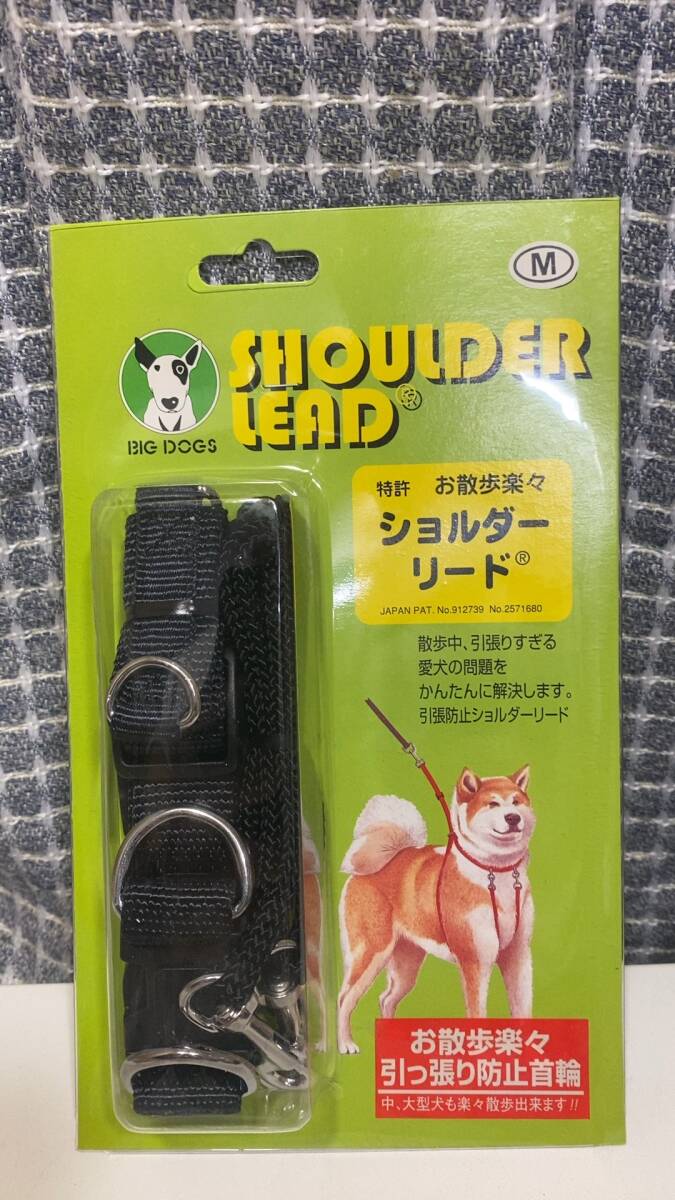 M
SHOULDER
LEAD®
BIG DOGS
特許 お散歩楽々
ショルダー
リード®
JAPAN PAT. No.912739 No.2571680
散歩中、引張りすぎる
愛犬の問題を
かんたんに解決します。
引張防止ショルダーリード
お散歩楽々
引っ張り防止首輪
中、大型犬も楽々散歩出来ます!!